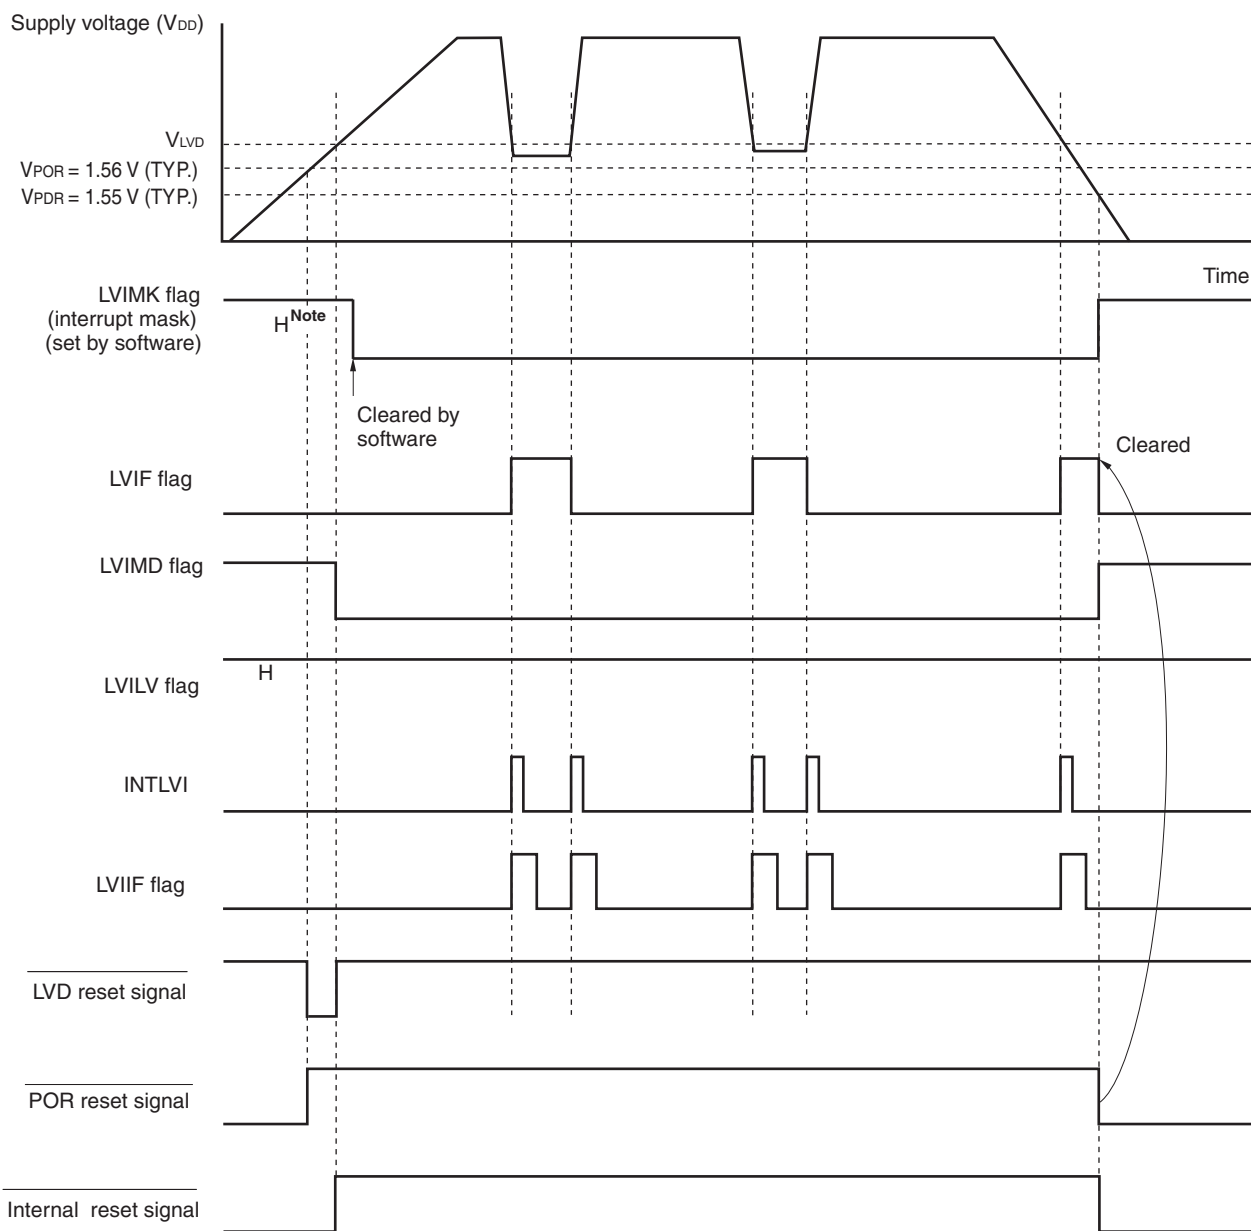 Supply voltage (VDD)
VLVD
VPOR = 1.56 V (TYP.)
VPDR = 1.55 V (TYP.)
Time
LVIMK flag
(interrupt mask)
(set by software)
H Note
Cleared by
software
Cleared
LVIF flag
LVIMD flag
H
LVILV flag
INTLVI
LVIIF flag
LVD reset signal
POR reset signal
Internal reset signal